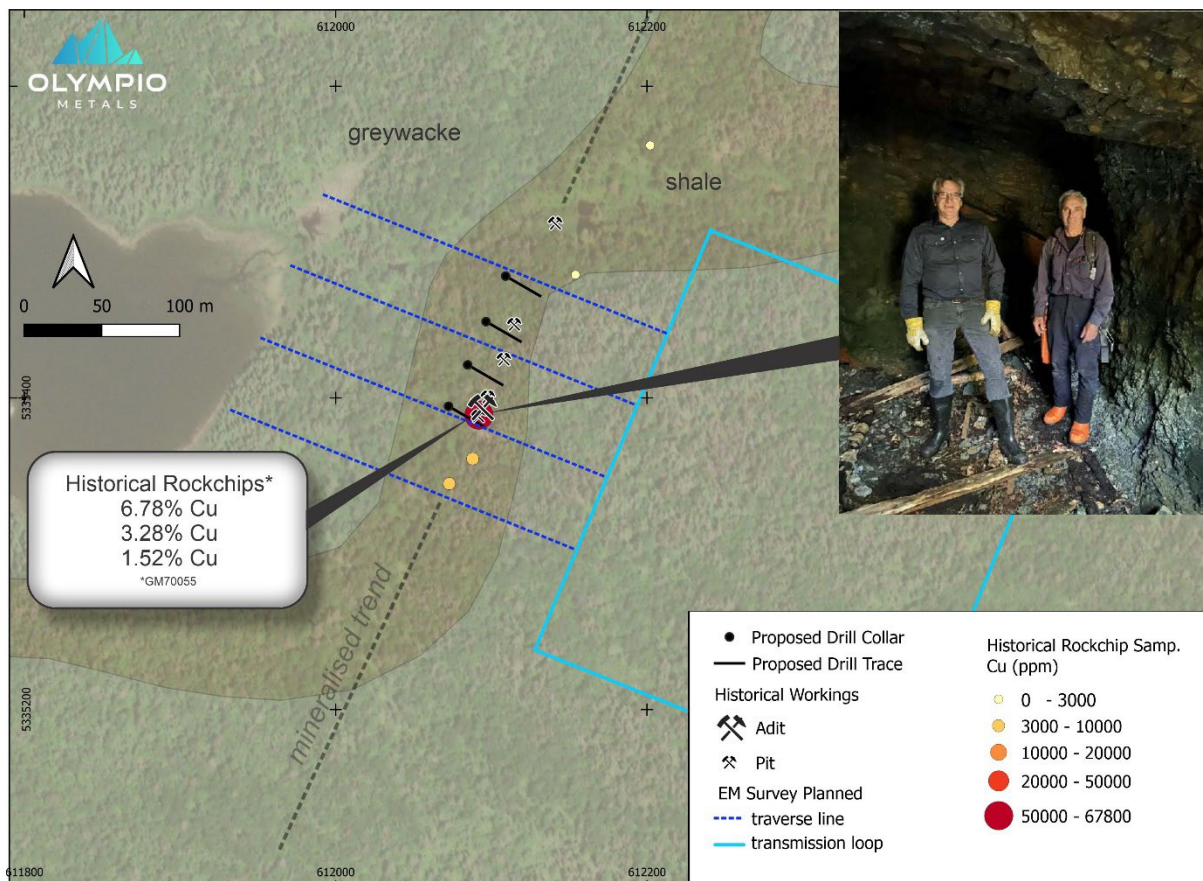 612000
612200
OLYMPIO
METALS
greywacke
shale
0 50 100 m
5339400
Historical Rockchips*
6.78% Cu
3.28% Cu
1.52% Cu
*GM70055
mineralised trend
5335200
611800
612000
612200
Proposed Drill Collar
Proposed Drill Trace
Historical Workings
Adit
Pit
EM Survey Planned
traverse line
transmission loop
Historical Rockchip Samp.
Cu (ppm)
0 - 3000
3000 - 10000
10000 - 20000
20000 - 50000
50000 - 67800